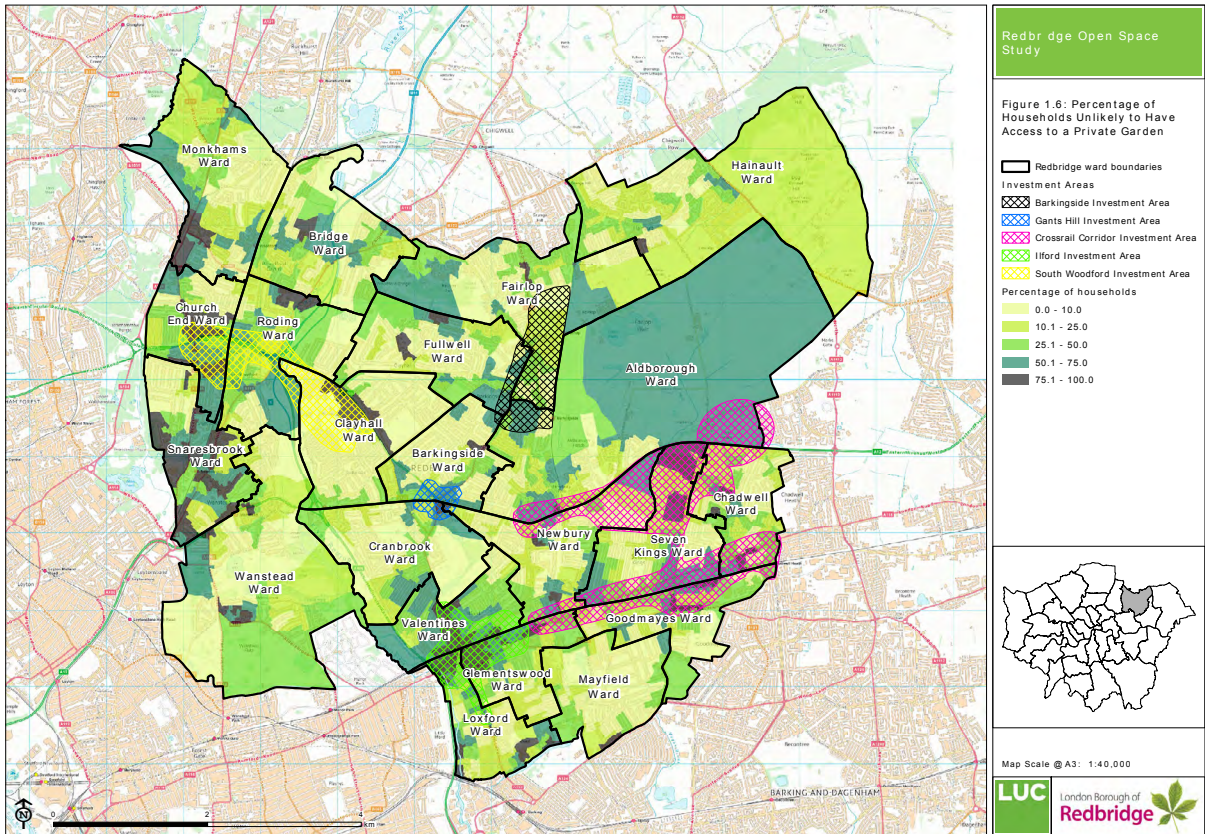 Redbr dge Open Space
Study
Figure 1.6: Percentage of
Households Unlikely to Have
Access to a Private Garden
Redbridge ward boundaries
Investment Areas
Barkingside Investment Area
Gants Hill Investment Area
Crossrail Corridor Investment Area
Ilford Investment Area
South Woodford Investment Area
Percentage of households
0.0 - 10.0
10.1 - 25.0
25.1 - 50.0
50.1 - 75.0
75.1 - 100.0
Map Scale @ A3: 1:40,000
LUC
London Borough of
Redbridge
Monkhams
Ward
Hainault
Ward
Bridge
Ward
Fairlop
Ward
Church
End Ward
Roding
Ward
Fullwell
Ward
Aldborough
Ward
Clayhall
Ward
Snaresbrook
Ward
Barkingside
Ward
Chadwell
Ward
Newbury
Ward
Seven
Kings Ward
Cranbrook
Ward
Wanstead
Ward
Valentines
Ward
Goodmayes Ward
Clementswood
Ward
Mayfield
Ward
Loxford
Ward
CHIGWELL
BARKING AND DAGENHAM
N
0
2
4
km